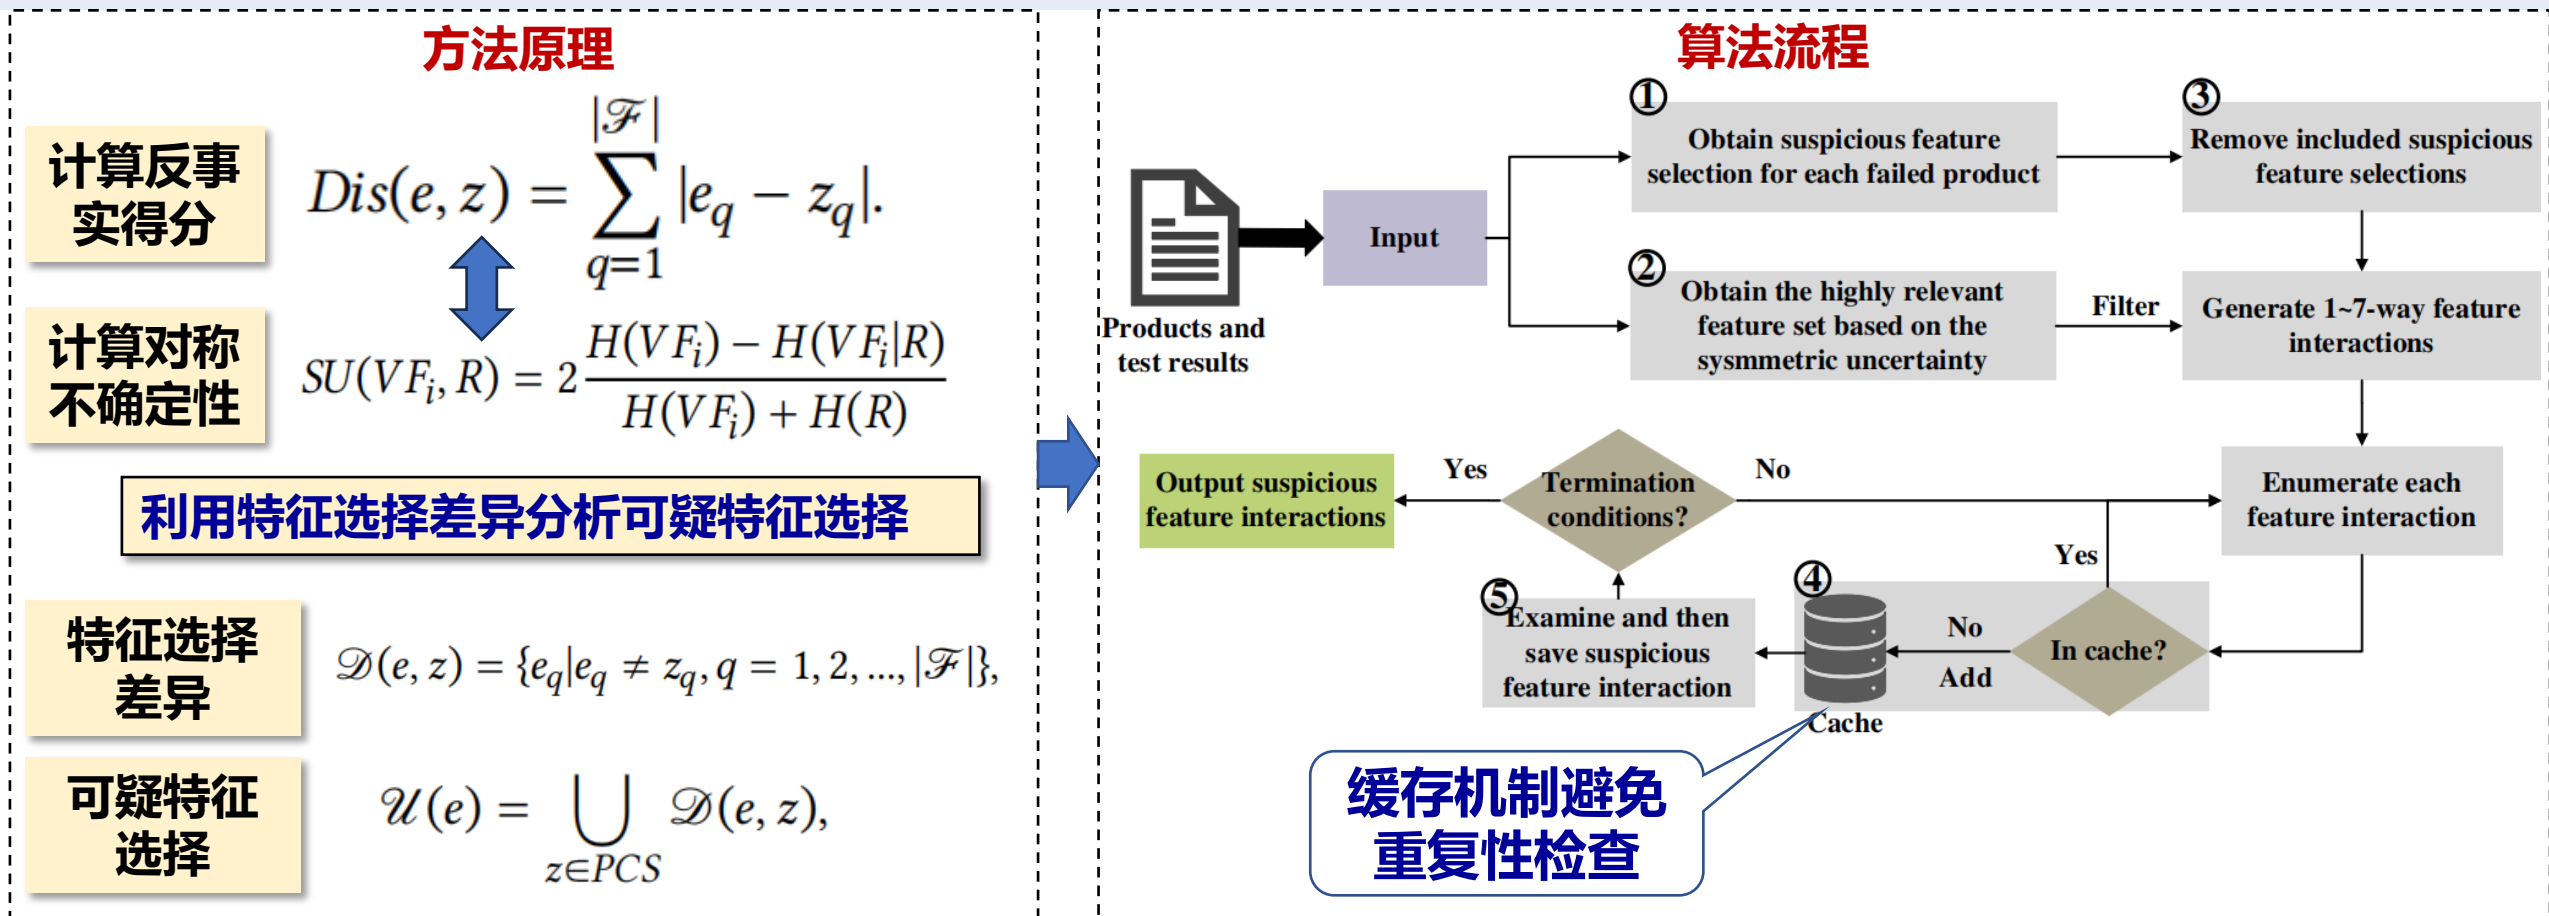 方法原理
计算反事
实得分
Dis(e, z) = \sum_{q=1}^{|ℱ|} |e_q − z_q|.
计算对称
不确定性
SU(VF_i, R) = 2 \frac{H(VF_i) − H(VF_i|R)}{H(VF_i) + H(R)}
利用特征选择差异分析可疑特征选择
特征选择
差异
𝒟(e, z) = {e_q|e_q ≠ z_q, q = 1, 2, ..., |ℱ|},
可疑特征
选择
𝒰(e) = \bigcup_{z∈PCS} 𝒟(e, z),
算法流程
Products and
test results
Input
①
Obtain suspicious feature
selection for each failed product
②
Obtain the highly relevant
feature set based on the
sysmmetric uncertainty
③
Remove included suspicious
feature selections
Filter
Generate 1~7-way feature
interactions
Enumerate each
feature interaction
In cache?
Yes
No
Add
④
Cache
⑤
Examine and then
save suspicious
feature interaction
Termination
conditions?
No
Yes
Output suspicious
feature interactions
缓存机制避免
重复性检查